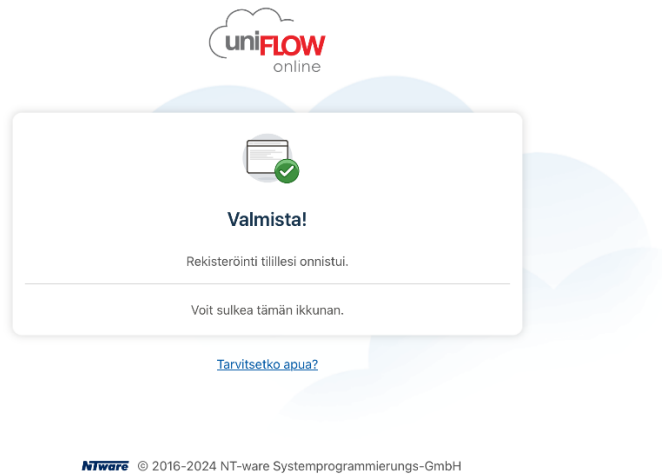 uniFLOW
online
Valmista!
Rekisteröinti tilillesi onnistui.
Voit sulkea tämän ikkunan.
Tarvitsetko apua?
NTware © 2016-2024 NT-ware Systemprogrammierungs-GmbH